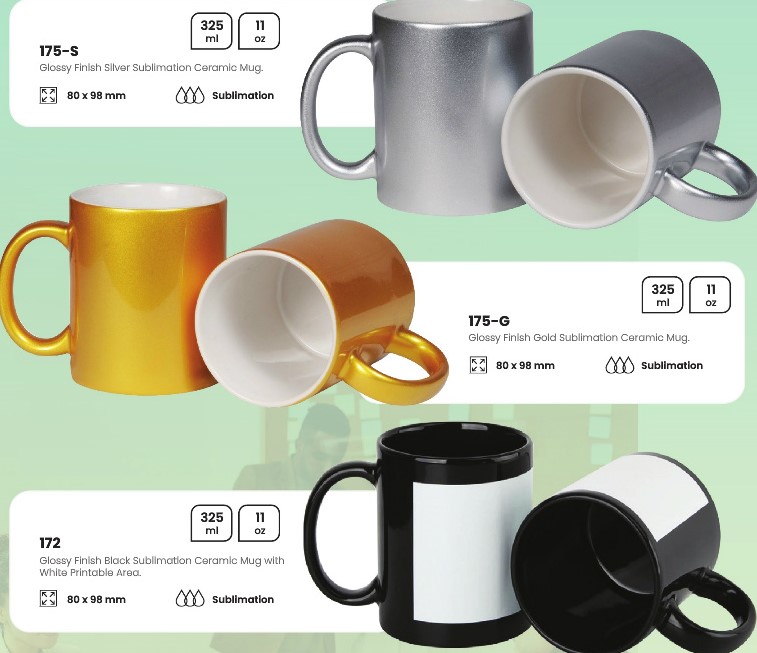 325 ml
11 oz
175-S
Glossy Finish Silver Sublimation Ceramic Mug.
80 x 98 mm
Sublimation
325 ml
11 oz
175-G
Glossy Finish Gold Sublimation Ceramic Mug.
80 x 98 mm
Sublimation
325 ml
11 oz
172
Glossy Finish Black Sublimation Ceramic Mug with
White Printable Area.
80 x 98 mm
Sublimation